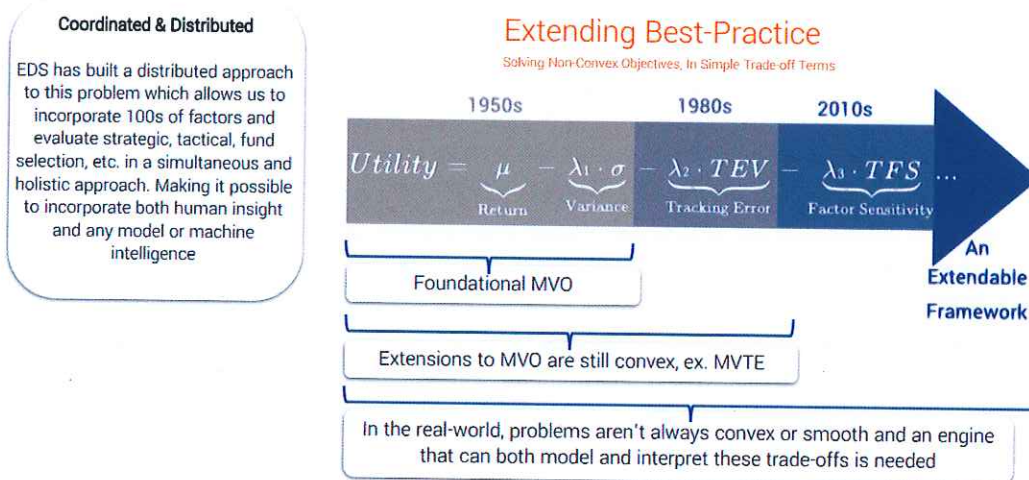 Coordinated & Distributed
EDS has built a distributed approach
to this problem which allows us to
incorporate 100s of factors and
evaluate strategic, tactical, fund
selection, etc. in a simultaneous and
holistic approach. Making it possible
to incorporate both human insight
and any model or machine
intelligence
Extending Best-Practice
Solving Non-Convex Objectives, In Simple Trade-off Terms
1950s 1980s 2010s
Utility = μ − λ₁ · σ − λ₂ · TEV − λ₃ · TFS ...
Return Variance Tracking Error Factor Sensitivity
An
Extendable
Framework
Foundational MVO
Extensions to MVO are still convex, ex. MVTE
In the real-world, problems aren't always convex or smooth and an engine
that can both model and interpret these trade-offs is needed